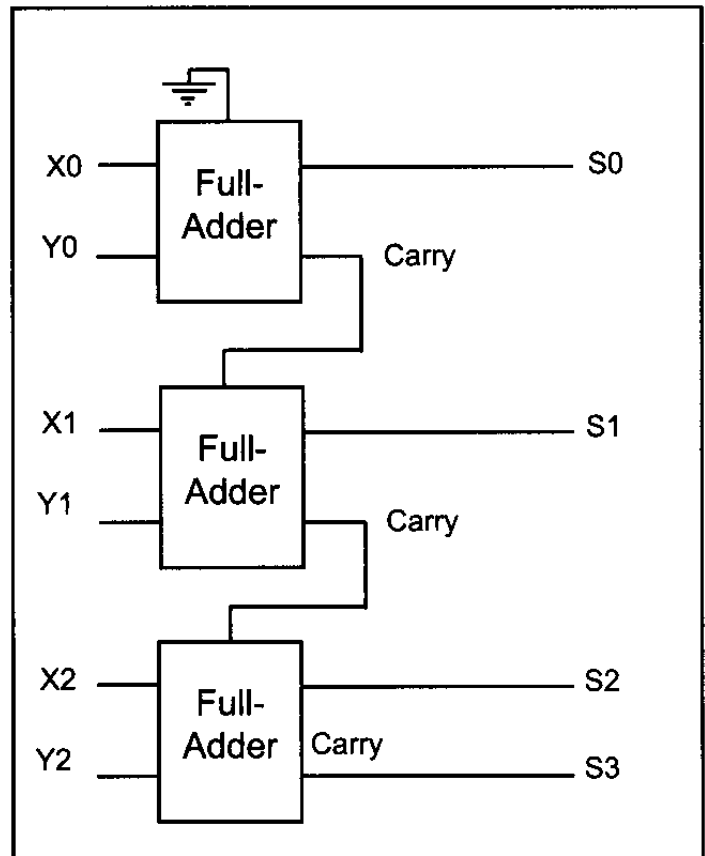 X0
Y0
Full-
Adder
S0
Carry
X1
Y1
Full-
Adder
S1
Carry
X2
Y2
Full-
Adder
Carry
S2
S3